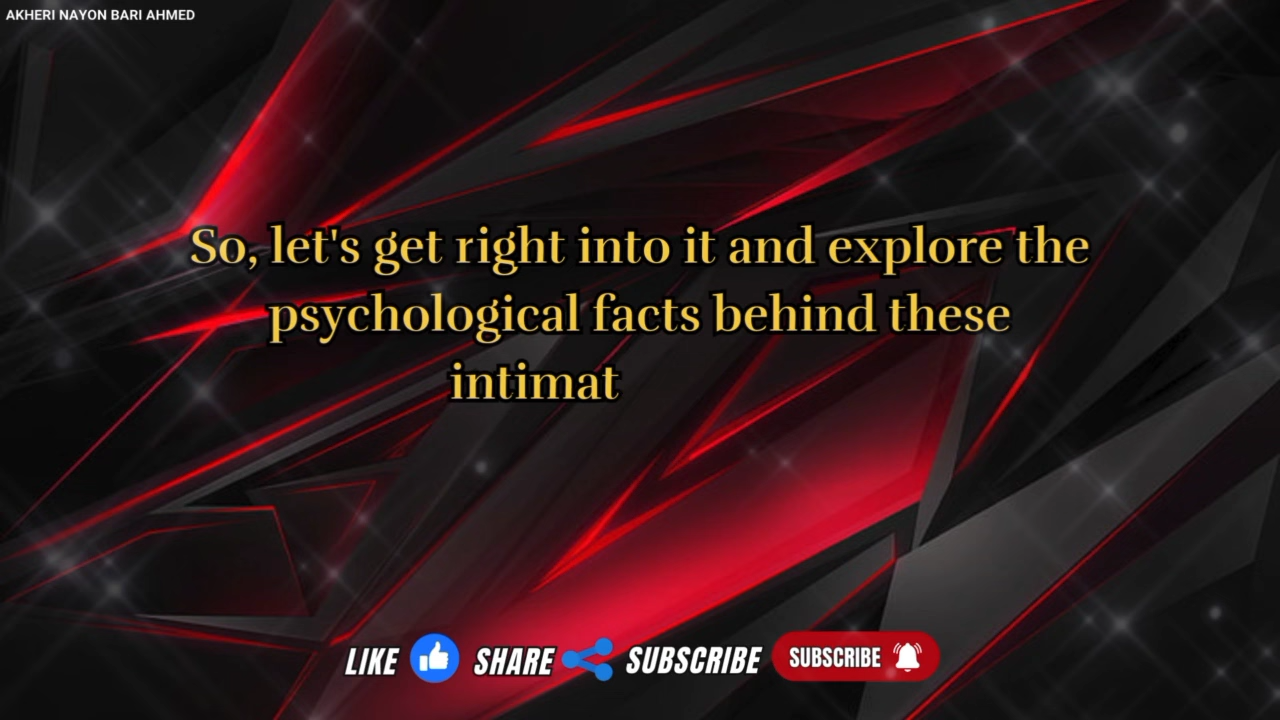 AKHERI NAYON BARI AHMED
So, let's get right into it and explore the
psychological facts behind these
intimat
LIKE SHARE SUBSCRIBE SUBSCRIBE